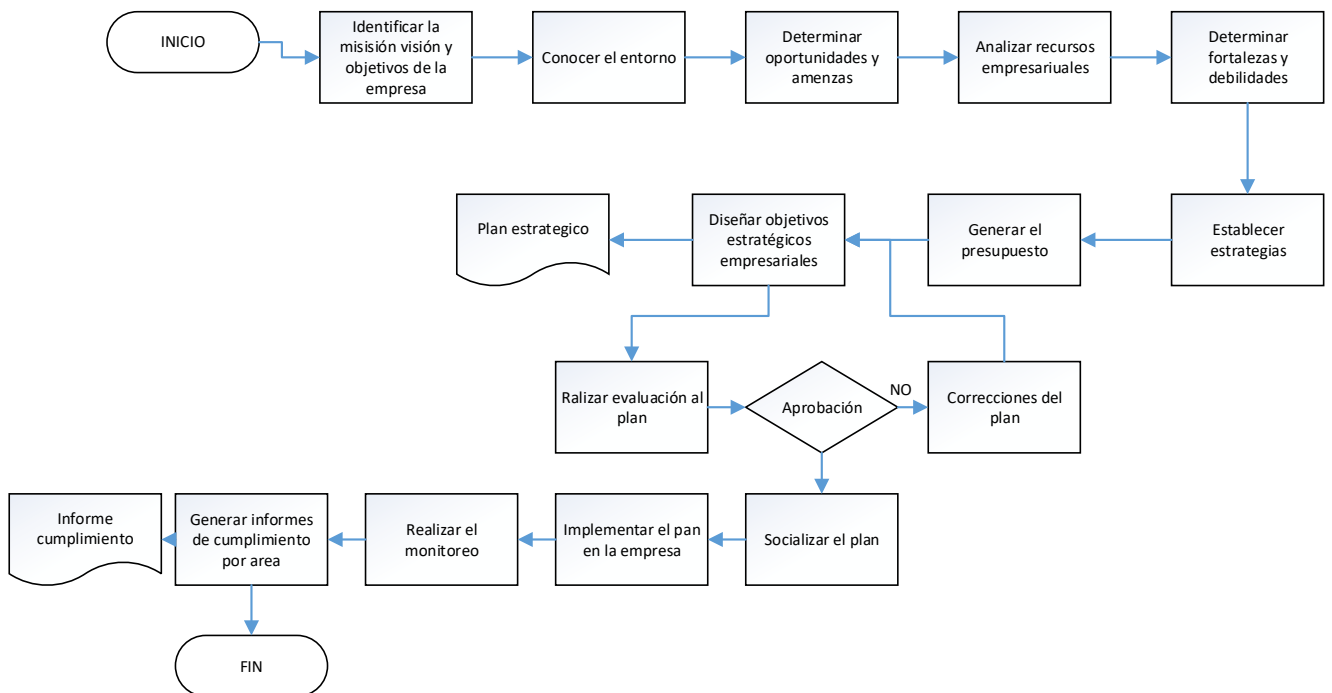 INICIO
Identificar la
misisión visión y
objetivos de la
empresa
Conocer el entorno
Determinar
oportunidades y
amenzas
Analizar recursos
empresariuales
Determinar
fortalezas y
debilidades
Plan estrategico
Diseñar objetivos
estratégicos
empresariales
Generar el
presupuesto
Establecer
estrategias
Ralizar evaluación al
plan
Aprobación
NO
Correcciones del
plan
Informe
cumplimiento
Generar informes
de cumplimiento
por area
Realizar el
monitoreo
Implementar el pan
en la empresa
Socializar el plan
FIN